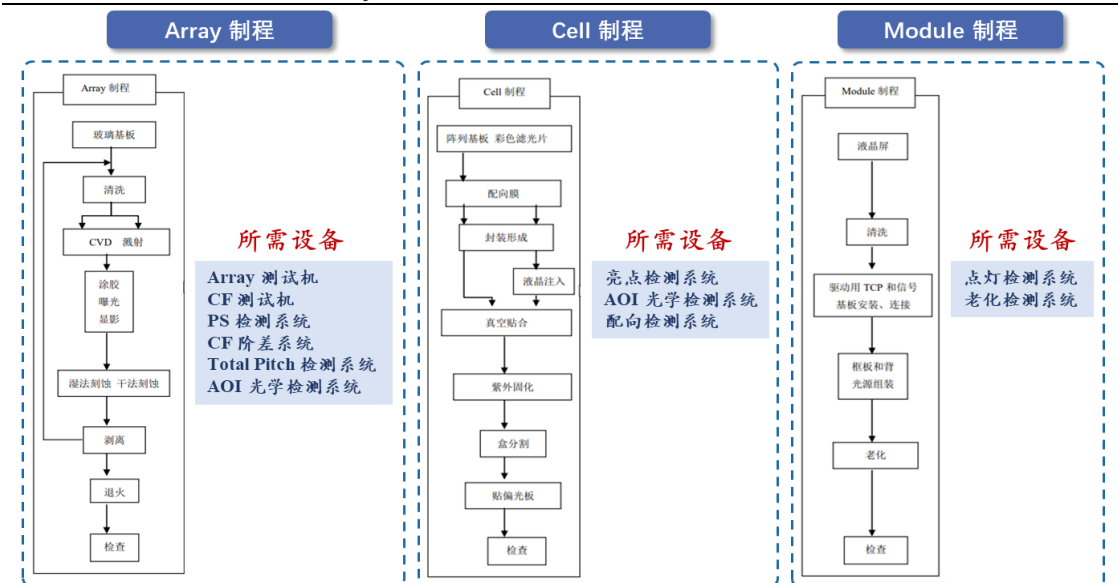 Array 制程
Array 制程
玻璃基板
清洗
CVD 溅射
涂胶
曝光
显影
湿法刻蚀 干法刻蚀
剥离
退火
检查
所需设备
Array 测试机
CF 测试机
PS 检测系统
CF 阶差系统
Total Pitch 检测系统
AOI 光学检测系统
Cell 制程
Cell 制程
阵列基板 彩色滤光片
配向膜
封装形成
液晶注入
真空贴合
紫外固化
盒分割
贴偏光板
检查
所需设备
亮点检测系统
AOI 光学检测系统
配向检测系统
Module 制程
Module 制程
液晶屏
清洗
驱动用 TCP 和信号
基板安装、连接
框板和背
光源组装
老化
检查
所需设备
点灯检测系统
老化检测系统